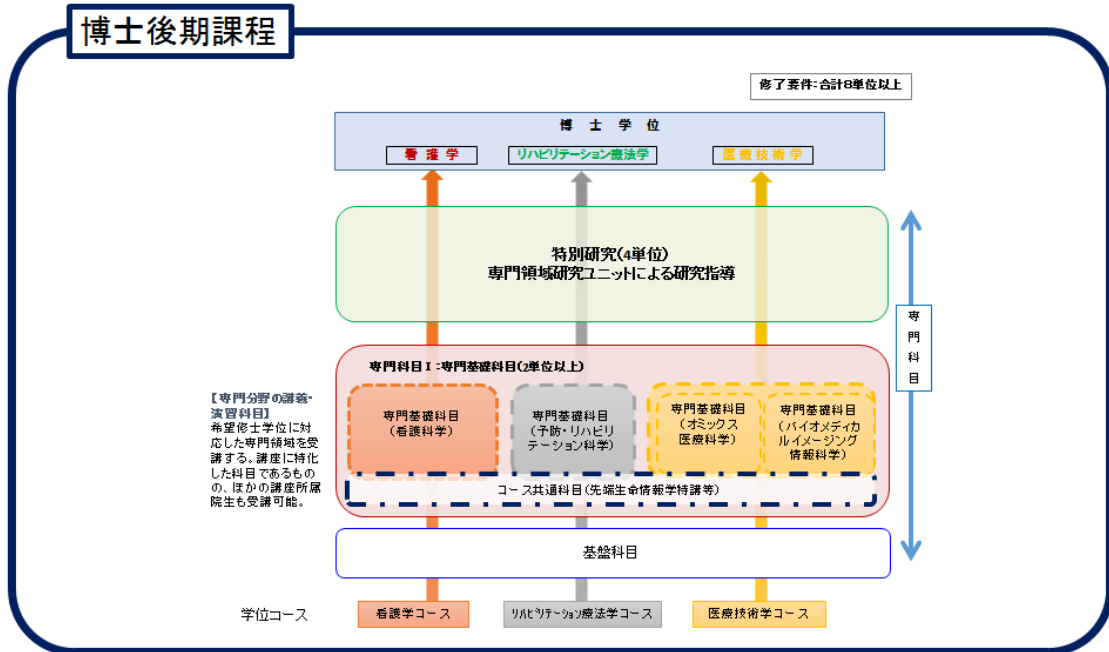 博士後期課程
修了要件:合計8単位以上
博 士 学 位
看 護 学
リハビリテーション療法学
医 療 技 術 学
特別研究(4単位)
専門領域研究ユニットによる研究指導
専
門
科
目
専門科目Ⅰ:専門基礎科目(2単位以上)
【専門分野の講義・
演習科目】
希望修士学位に対
応した専門領域を受
講する。講座に特化
した科目であるもの
の、ほかの講座所属
院生も受講可能。
専門基礎科目
(看護科学)
専門基礎科目
(予防・リハビリ
テーション科学)
専門基礎科目
(オミックス
医療科学)
専門基礎科目
(バイオメディカ
ルイメージング
情報科学)
コース共通科目(先端生命情報学特講等)
基盤科目
学位コース
看護学コース
リハビリテーション療法学コース
医療技術学コース